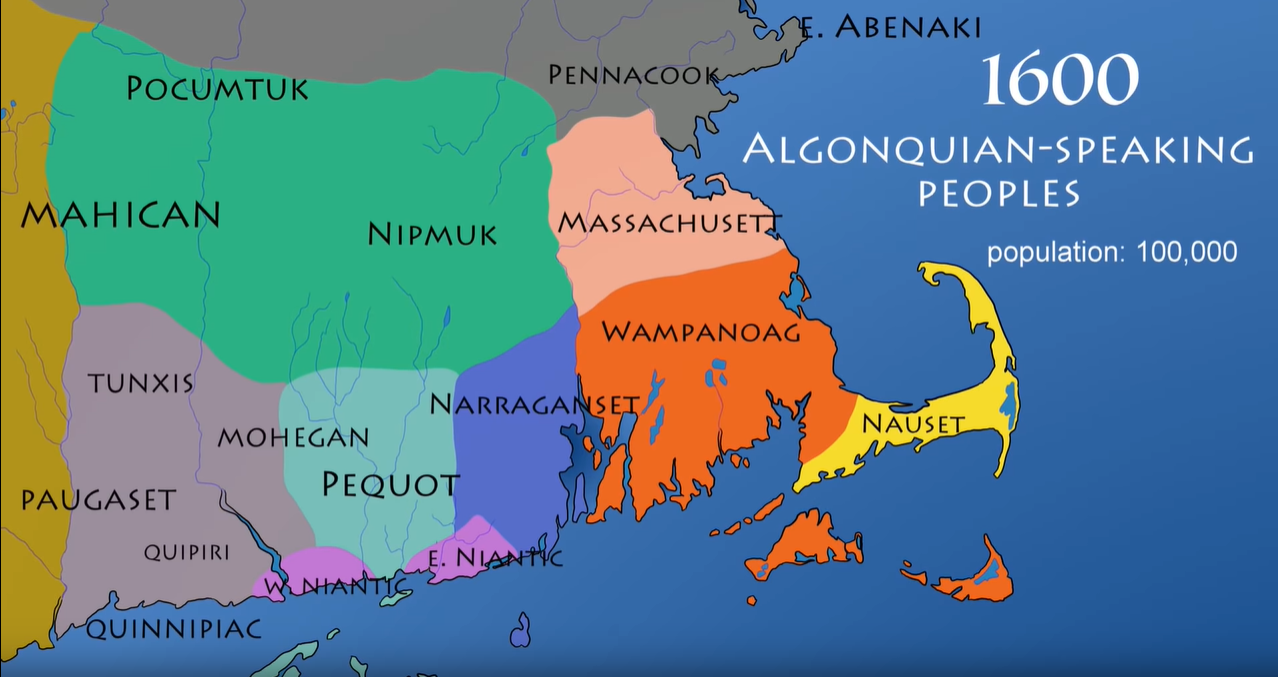 E. ABENAKI
1600
PENNACOOK
POCUMTUK
ALGONQUIAN-SPEAKING
PEOPLES
MAHICAN
MASSACHUSETT
NIPMUK
population: 100,000
WAMPANOAG
TUNXIS
NARRAGANSET
NAUSET
MOHEGAN
PEQUOT
PAUGASET
QUIPIRI
E. NIANTIC
W. NIANTIC
QUINNIPIAC